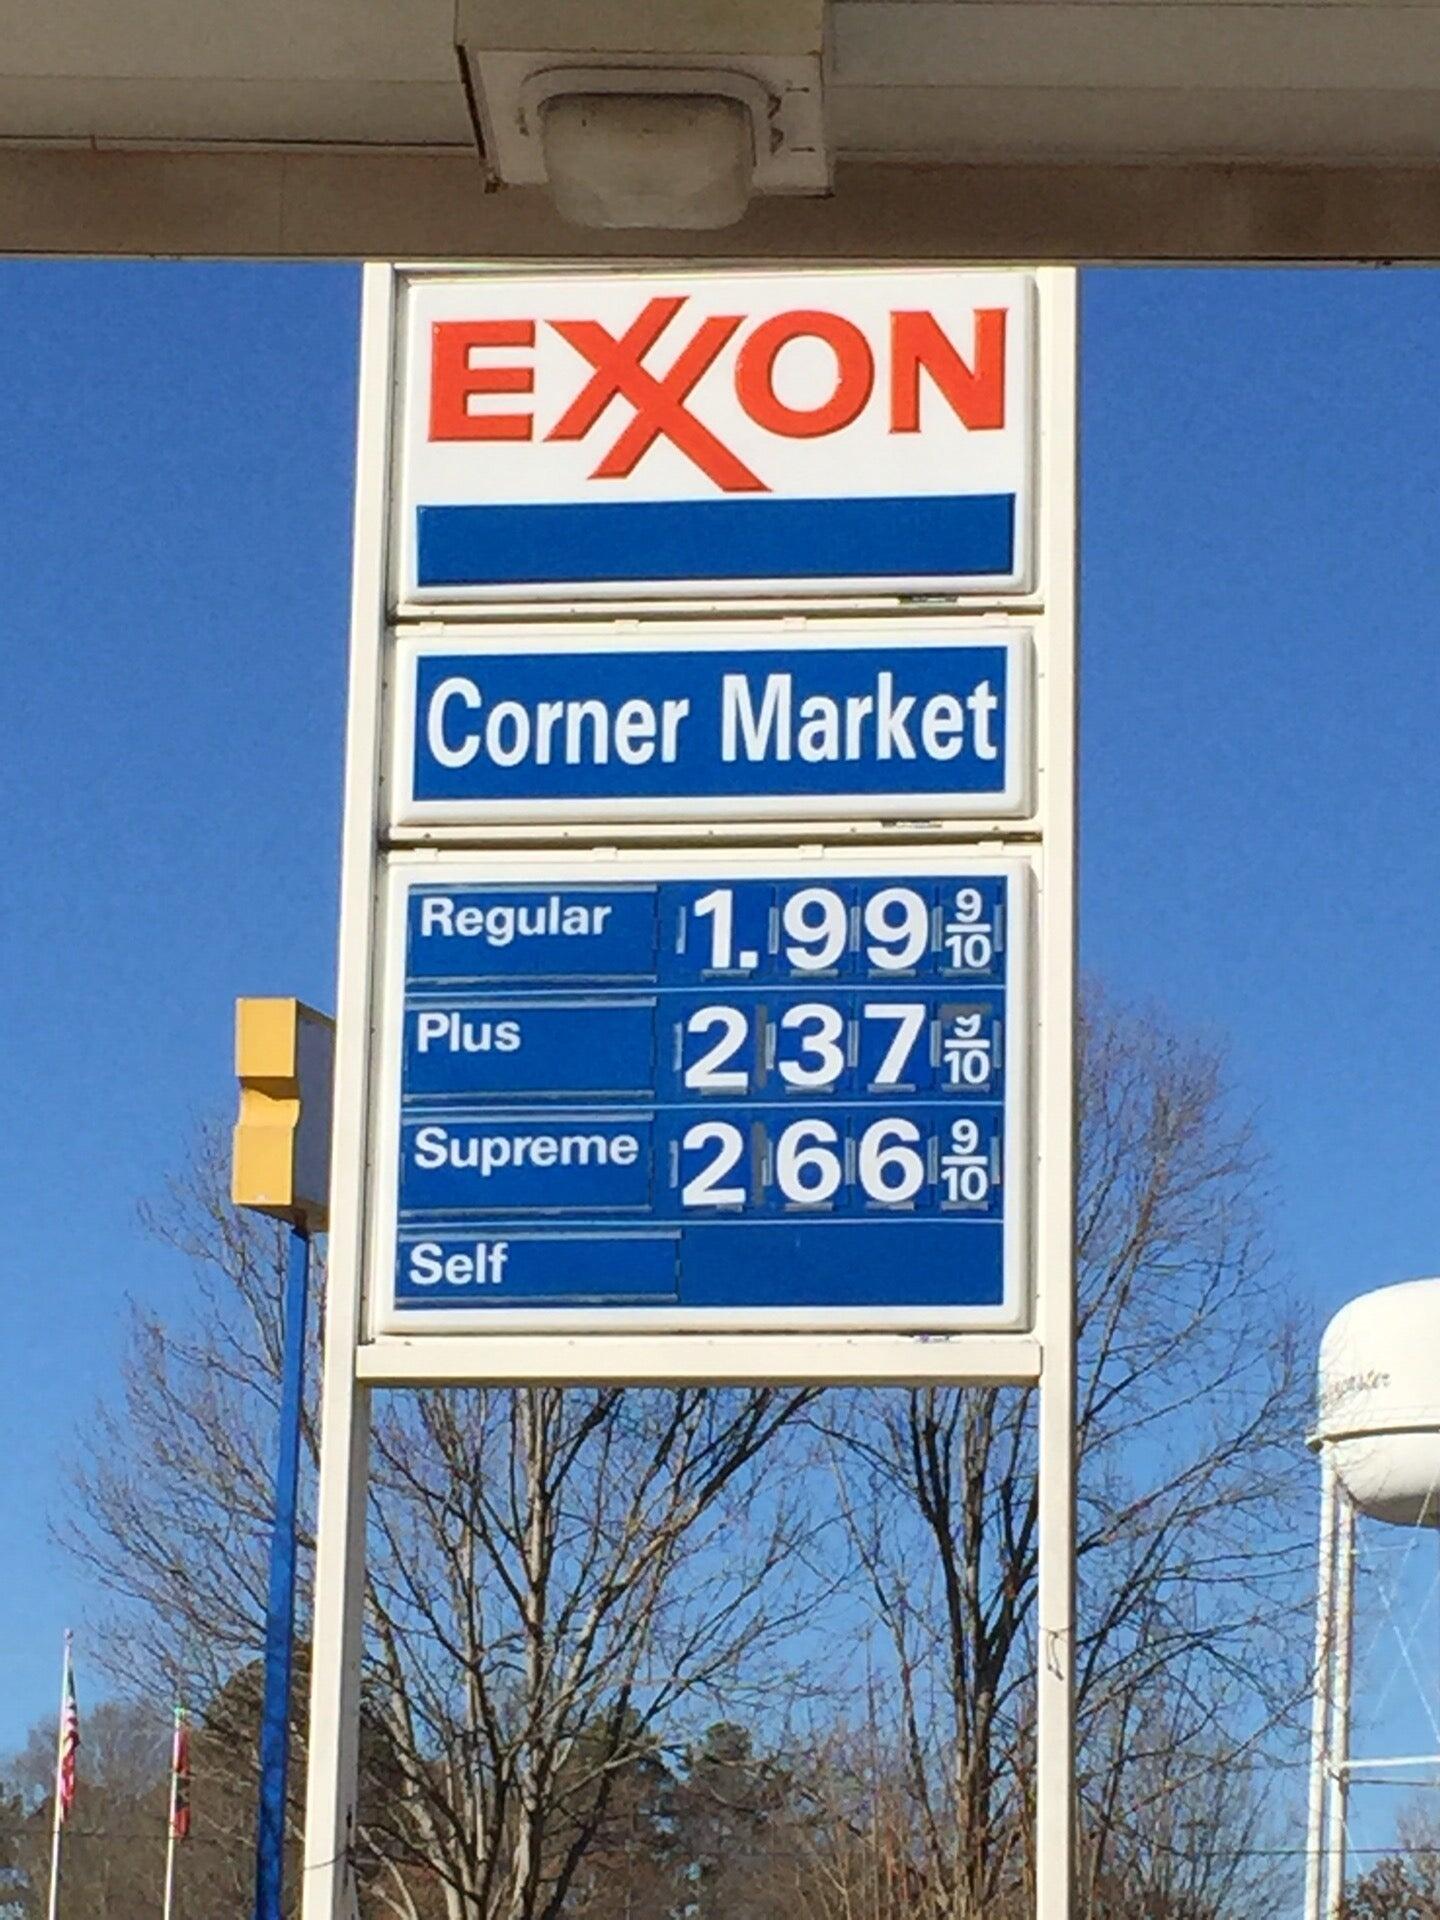 EXXON
Corner Market
Regular 1.99 9/10
Plus 2 37 9/10
Supreme 2 66 9/10
Self